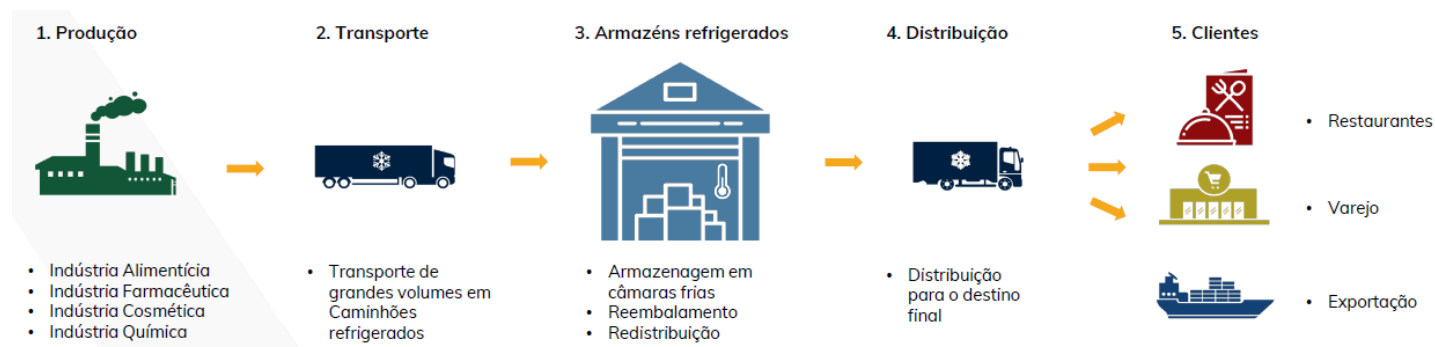 1. Produção
2. Transporte
3. Armazéns refrigerados
4. Distribuição
5. Clientes
• Restaurantes
• Varejo
• Exportação
• Indústria Alimentícia
• Indústria Farmacêutica
• Indústria Cosmética
• Indústria Química
• Transporte de
grandes volumes em
Caminhões
refrigerados
• Armazenagem em
câmaras frias
• Reembalamento
• Redistribuição
• Distribuição
para o destino
final